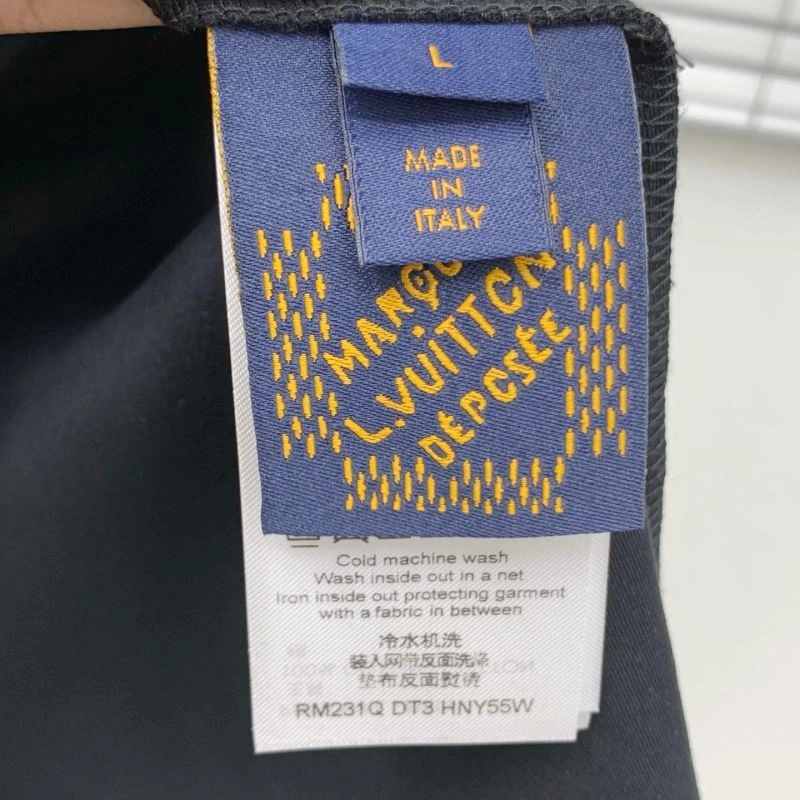 L
MADE
IN
ITALY
L.VUITTON
DÉPOSÉE
Cold machine wash
Wash inside out in a net
Iron inside out protecting garment
with a fabric in between
冷水机洗
装入网带反面洗涤
垫布反面熨烫
RM231Q DT3 HNY55W